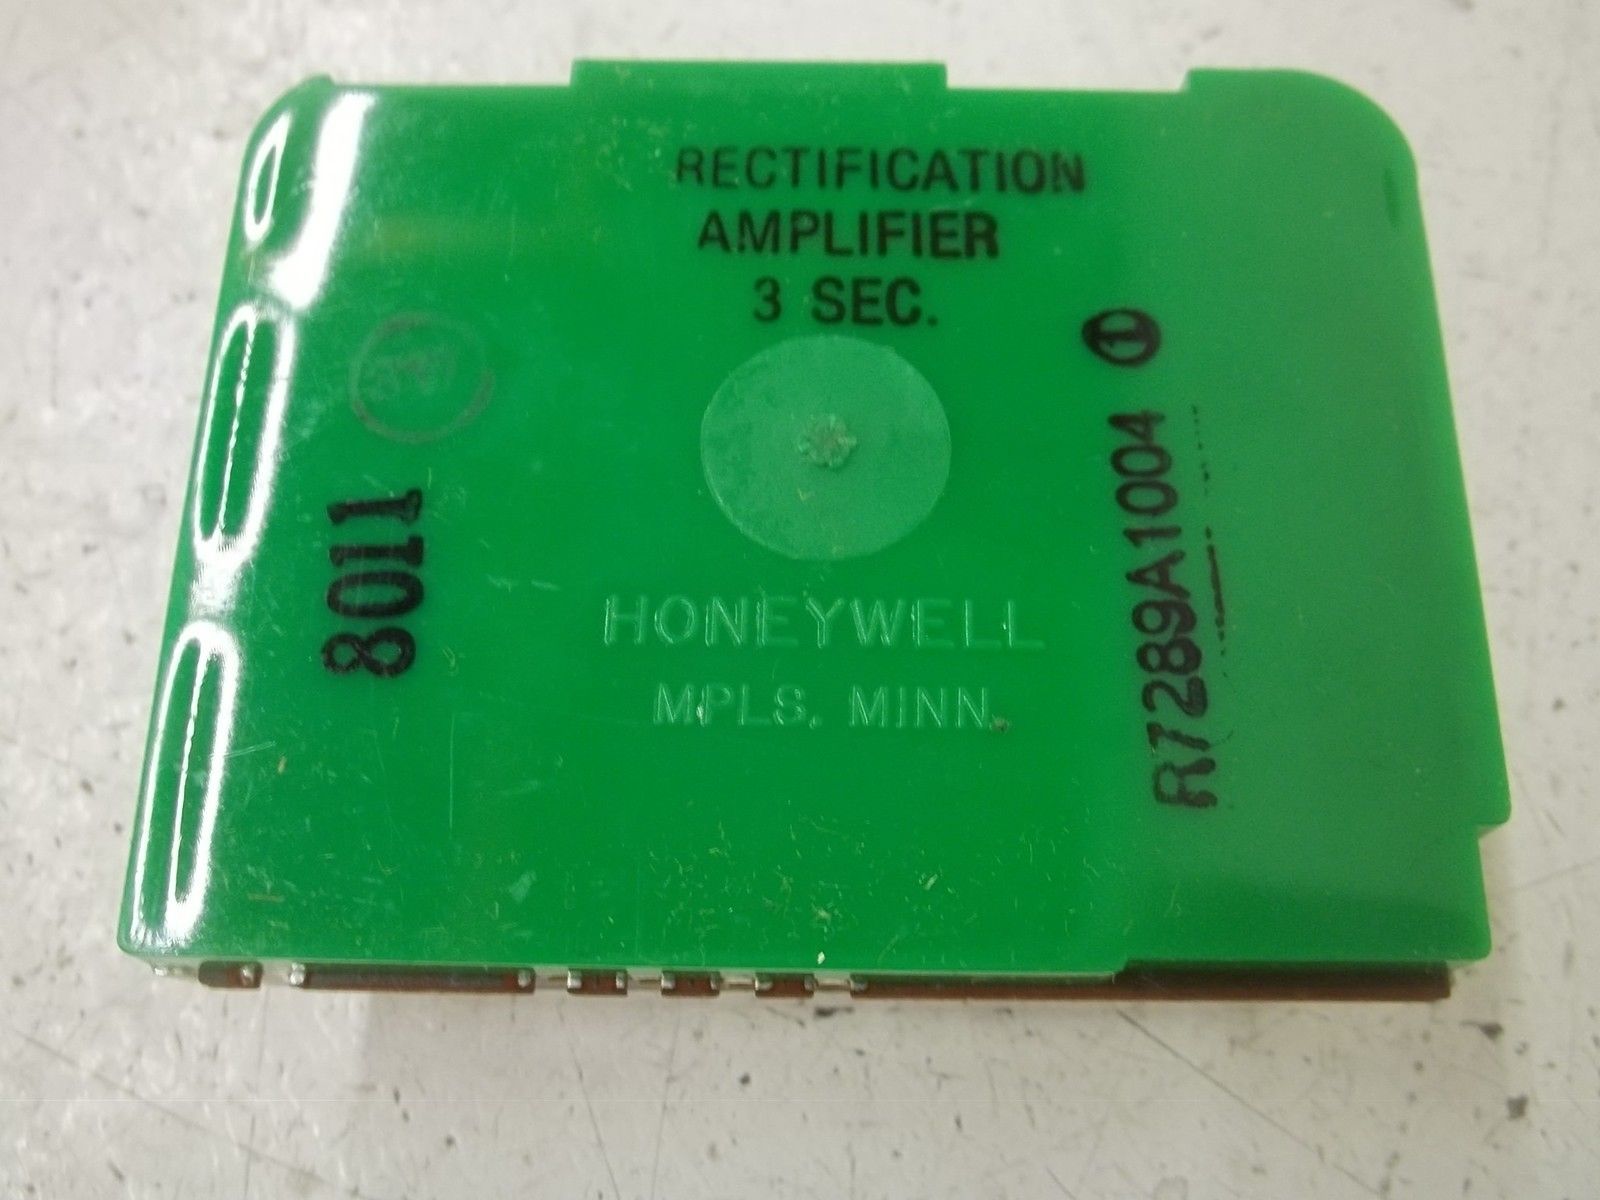 RECTIFICATION
AMPLIFIER
3 SEC.
8011
HONEYWELL
MPLS. MINN.
R7289A1004